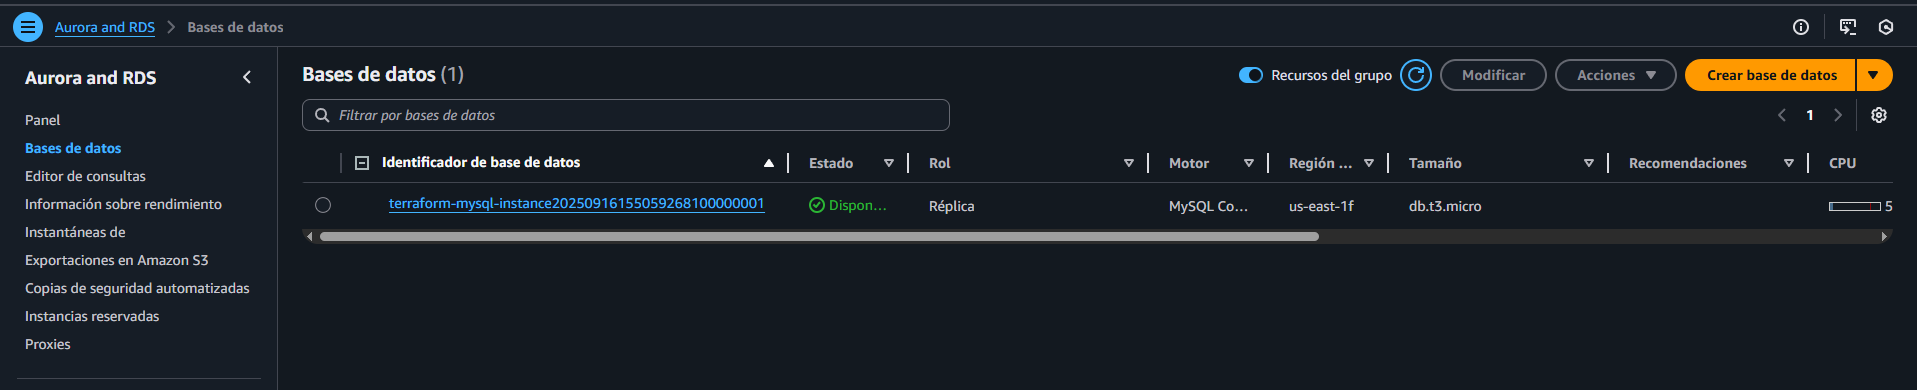 Aurora and RDS > Bases de datos
Aurora and RDS
Panel
Bases de datos
Editor de consultas
Información sobre rendimiento
Instantáneas de
Exportaciones en Amazon S3
Copias de seguridad automatizadas
Instancias reservadas
Proxies
Bases de datos (1)
Recursos del grupo
Modificar
Acciones
Crear base de datos
Filtrar por bases de datos
1
Identificador de base de datos Estado Rol Motor Región ... Tamaño Recomendaciones CPU
terraform-mysql-instance20250916155059268100000001 Dispon... Réplica MySQL Co... us-east-1f db.t3.micro 5